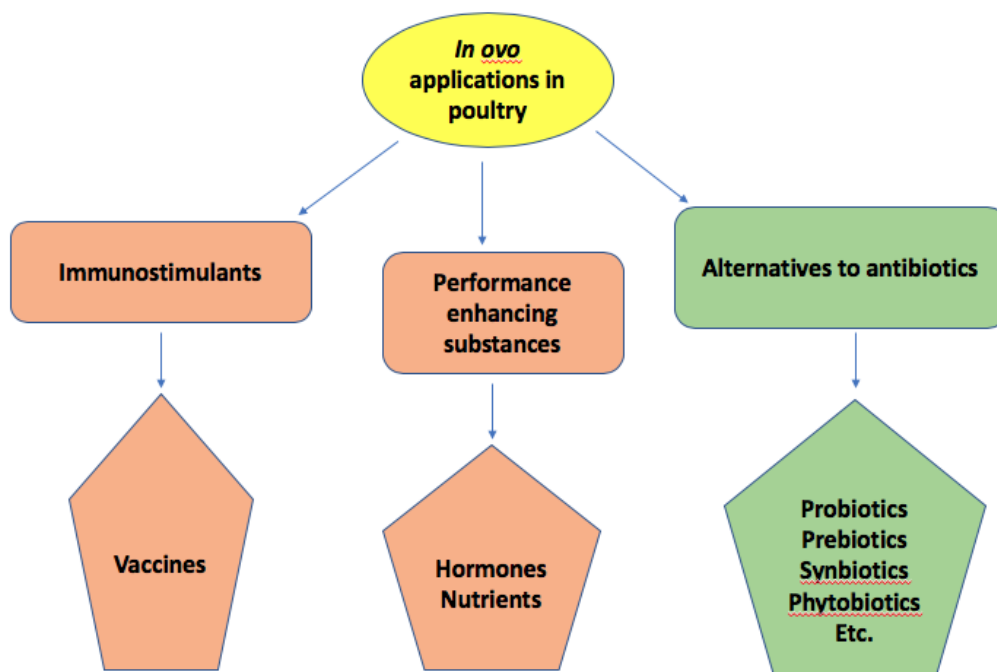 In ovo
applications in
poultry
Immunostimulants
Performance
enhancing
substances
Alternatives to antibiotics
Vaccines
Hormones
Nutrients
Probiotics
Prebiotics
Synbiotics
Phytobiotics
Etc.